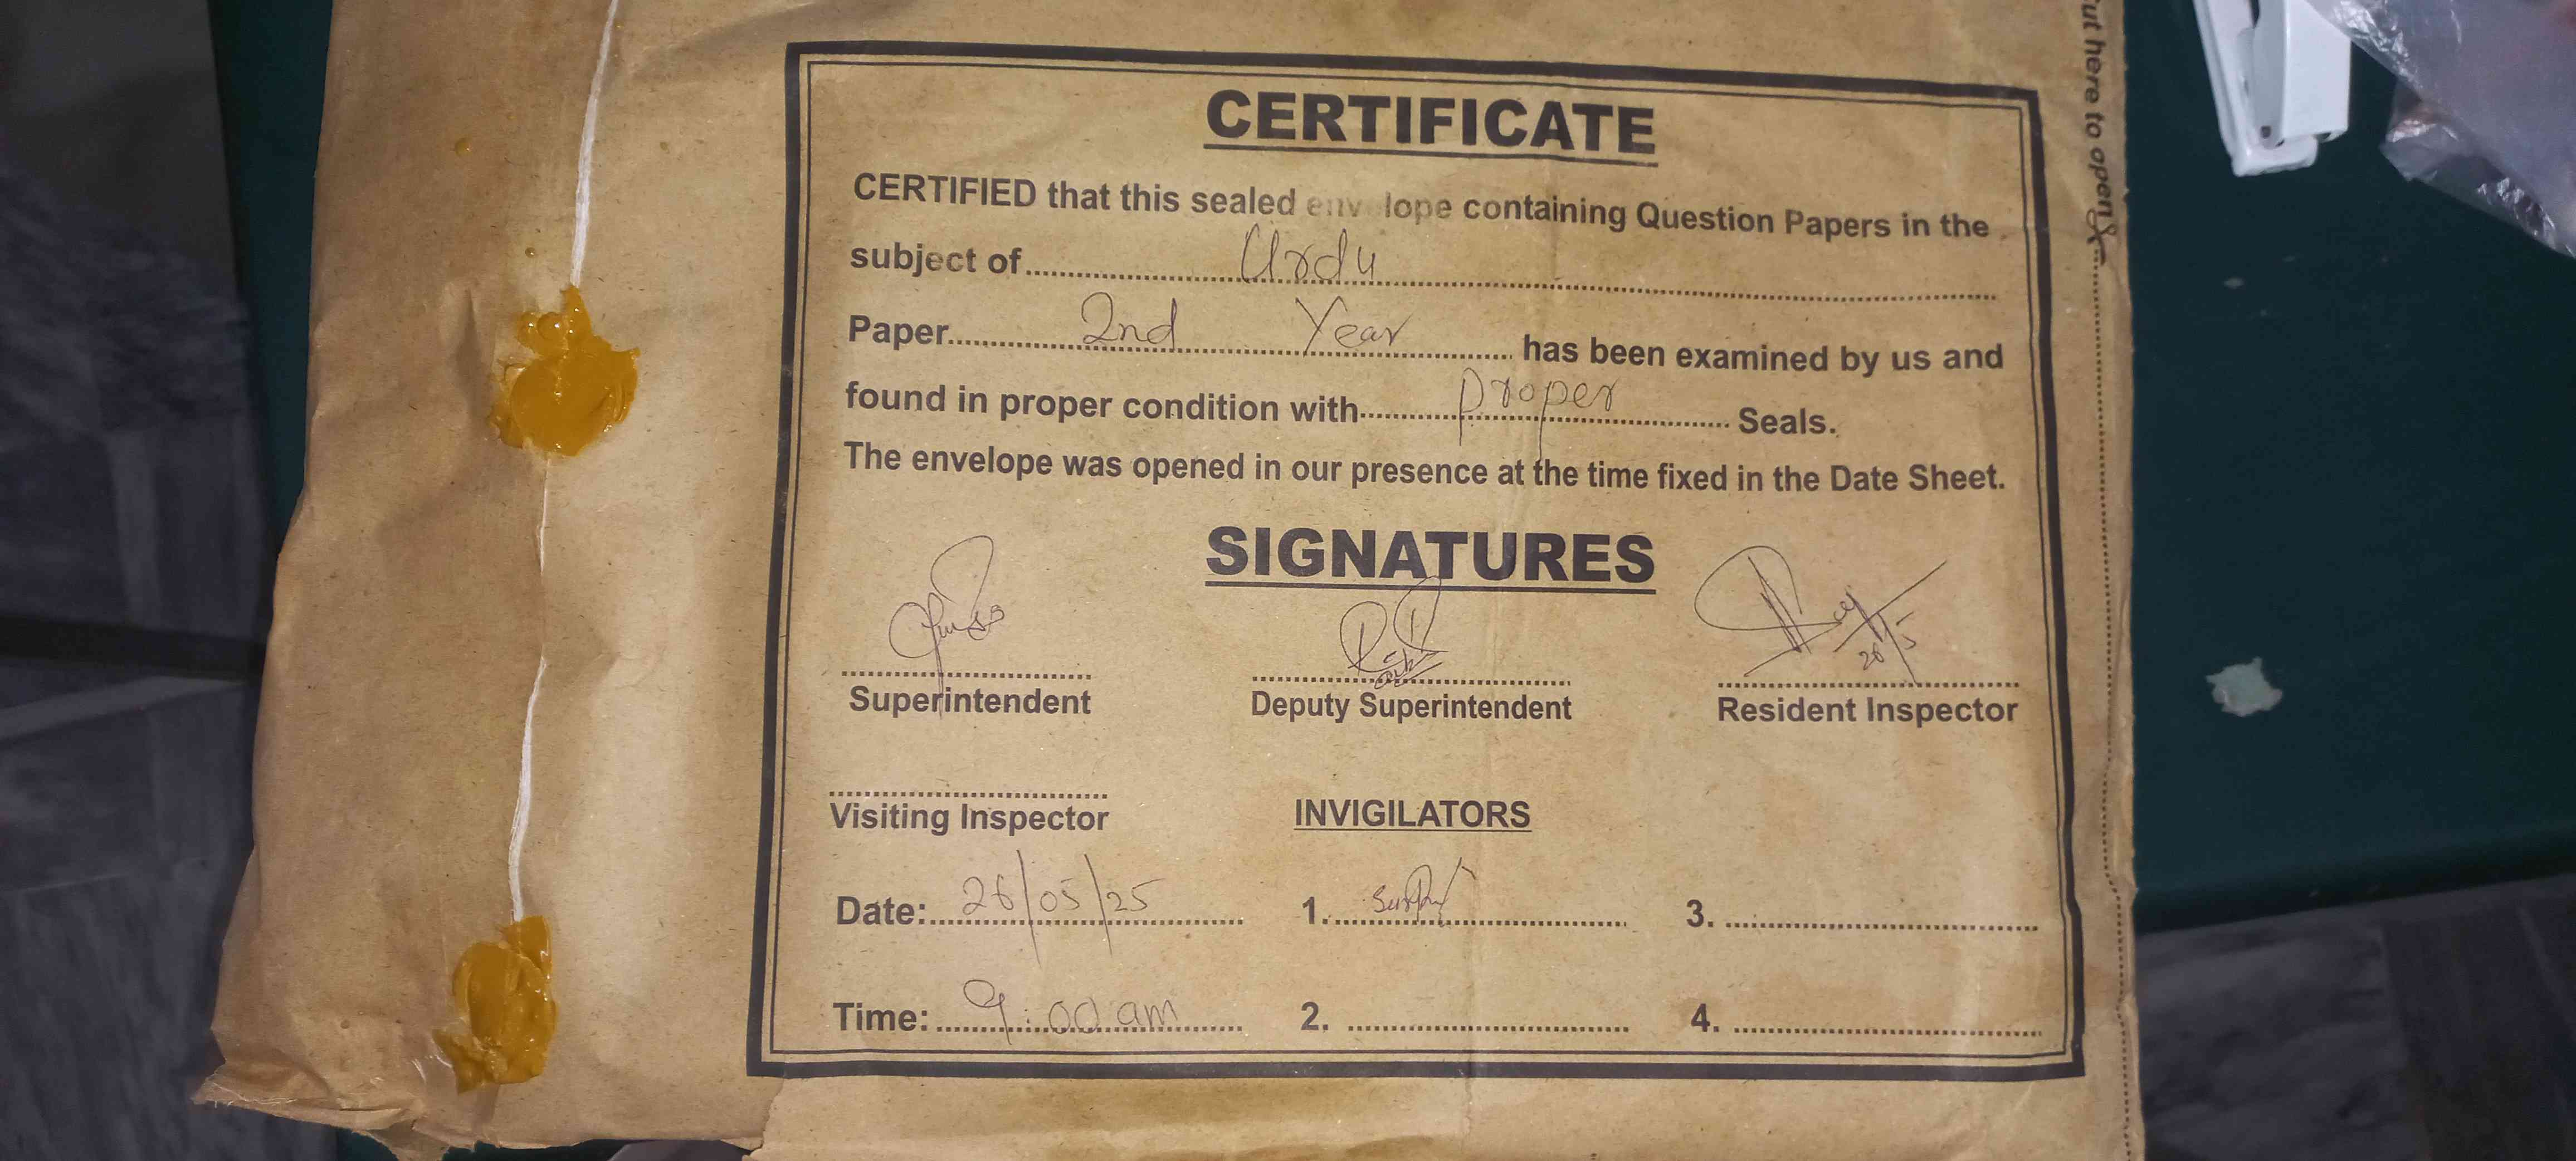 Cut here to open
CERTIFICATE
CERTIFIED that this sealed envelope containing Question Papers in the
subject of Urdu
Paper 2nd Year has been examined by us and
found in proper condition with proper Seals.
The envelope was opened in our presence at the time fixed in the Date Sheet.
SIGNATURES
26/5
Superintendent Deputy Superintendent Resident Inspector
Visiting Inspector INVIGILATORS
Date: 26/05/25 1. 3.
Time: 9:00 am 2. 4.